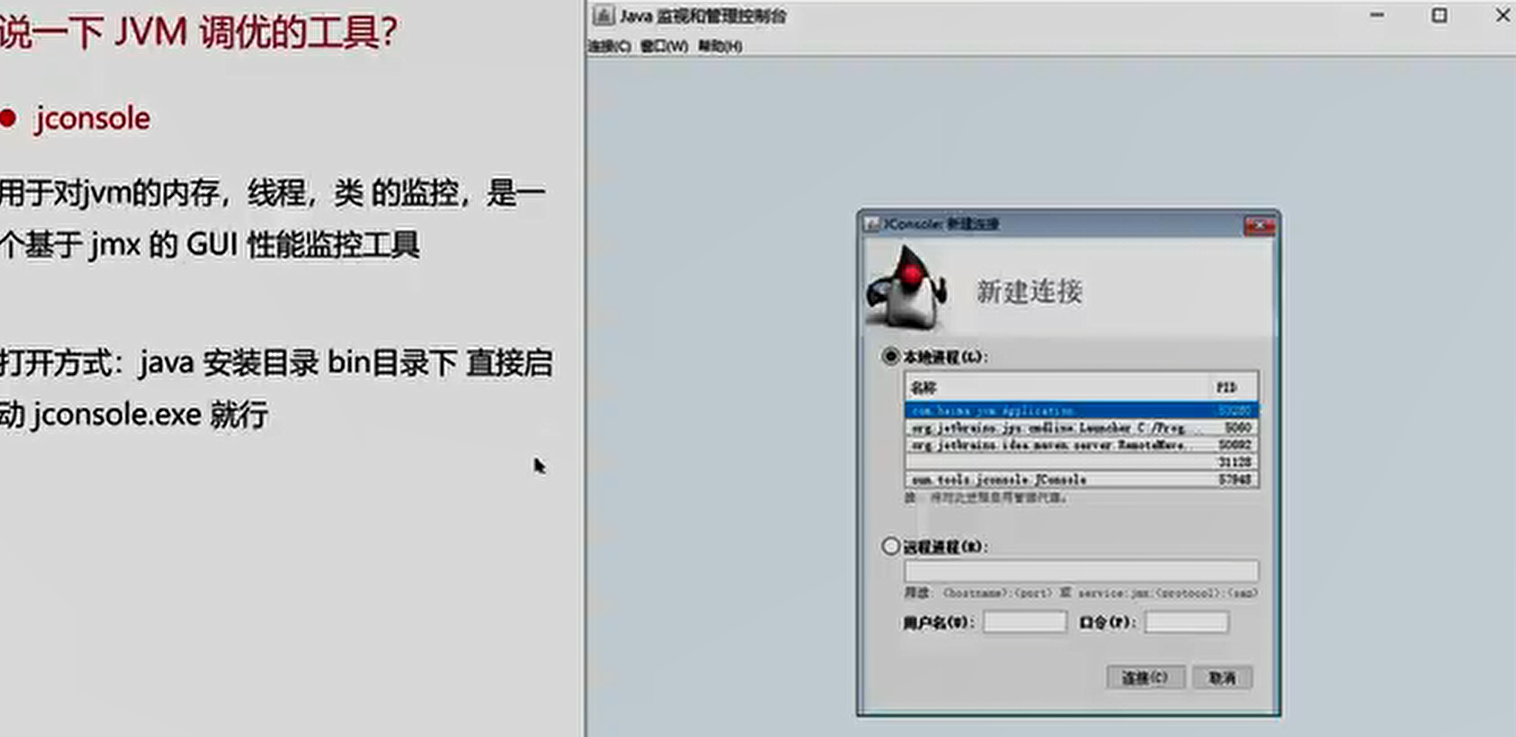 说一下 JVM 调优的工具?
jconsole
用于对jvm的内存，线程，类 的监控，是一
个基于 jmx 的 GUI 性能监控工具
打开方式：java 安装目录 bin目录下 直接启
动 jconsole.exe 就行
Java 监视和管理控制台
连接(C) 窗口(W) 帮助(H)
JConsole: 新建连接
新建连接
本地进程(L):
名称 PID
com.heima.jvm.Application
org.jetbrains.jps.cmdline.Launcher C:/Prog... 5060
org.jetbrains.idea.maven.server.RemoteMave... 50692
31128
sun.tools.jconsole.JConsole 57948
注: 将对此进程启用管理代理。
远程进程(R):
用法: <hostname>:<port> 或 service:jmx:<protocol>:<sap>
用户名(U): 口令(P):
连接(C) 取消